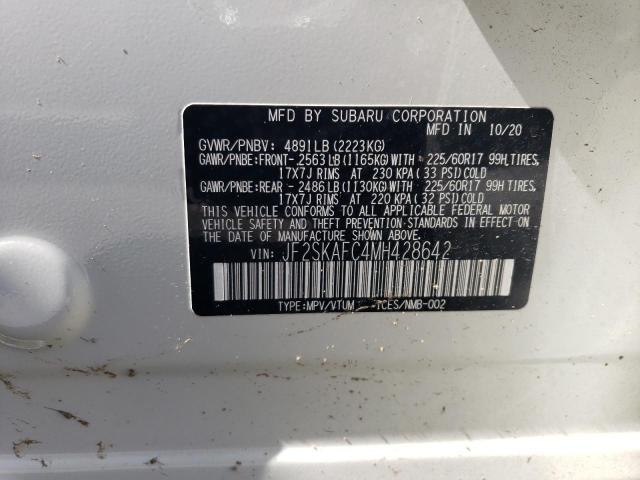 MFD BY SUBARU CORPORATION
MFD IN 10/20
GVWR/PNBV: 4891LB (2223KG)
GAWR/PNBE:FRONT-.2563 LB (1165KG) WITH 225/60R17 99H,TIRES,
17X7J RIMS AT 230 KPA (33 PSI) COLD
GAWR/PNBE:REAR - 2486 LB (1130KG) WITH 225/60R17 99H TIRES,
17X7J RIMS AT 220 KPA (32 PSI) COLD
THIS VEHICLE CONFORMS TO ALL APPLICABLE FEDERAL MOTOR
VEHICLE SAFETY AND THEFT PREVENTION STANDARDS IN EFFECT ON
THE DATE OF MANUFACTURE SHOWN ABOVE.
VIN: JF2SKAFC4MH428642
TYPE:MPV/VTUM TCES/NMB-002